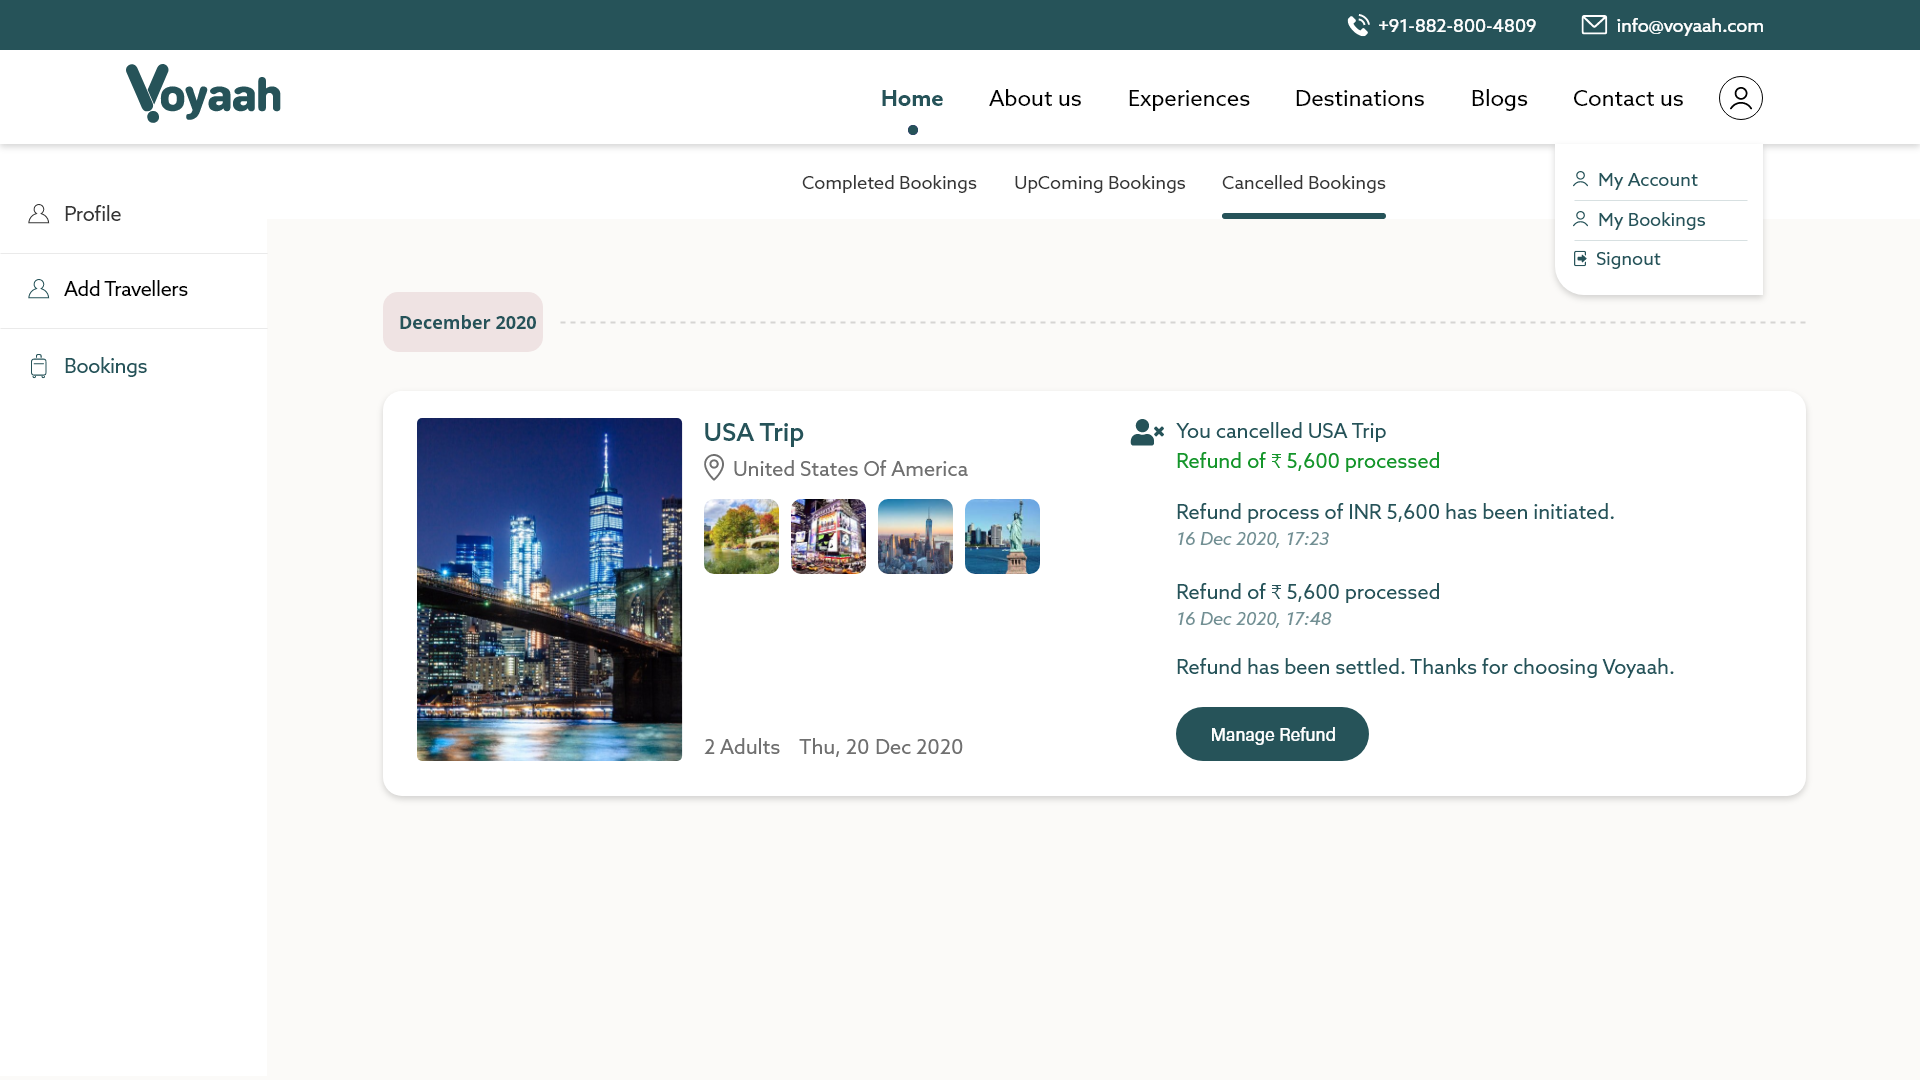 +91-882-800-4809
info@voyaah.com
Voyaah
Home
About us
Experiences
Destinations
Blogs
Contact us
Completed Bookings
UpComing Bookings
Cancelled Bookings
My Account
My Bookings
Signout
Profile
Add Travellers
Bookings
December 2020
USA Trip
United States Of America
2 Adults
Thu, 20 Dec 2020
You cancelled USA Trip
Refund of ₹ 5,600 processed
Refund process of INR 5,600 has been initiated.
16 Dec 2020, 17:23
Refund of ₹ 5,600 processed
16 Dec 2020, 17:48
Refund has been settled. Thanks for choosing Voyaah.
Manage Refund